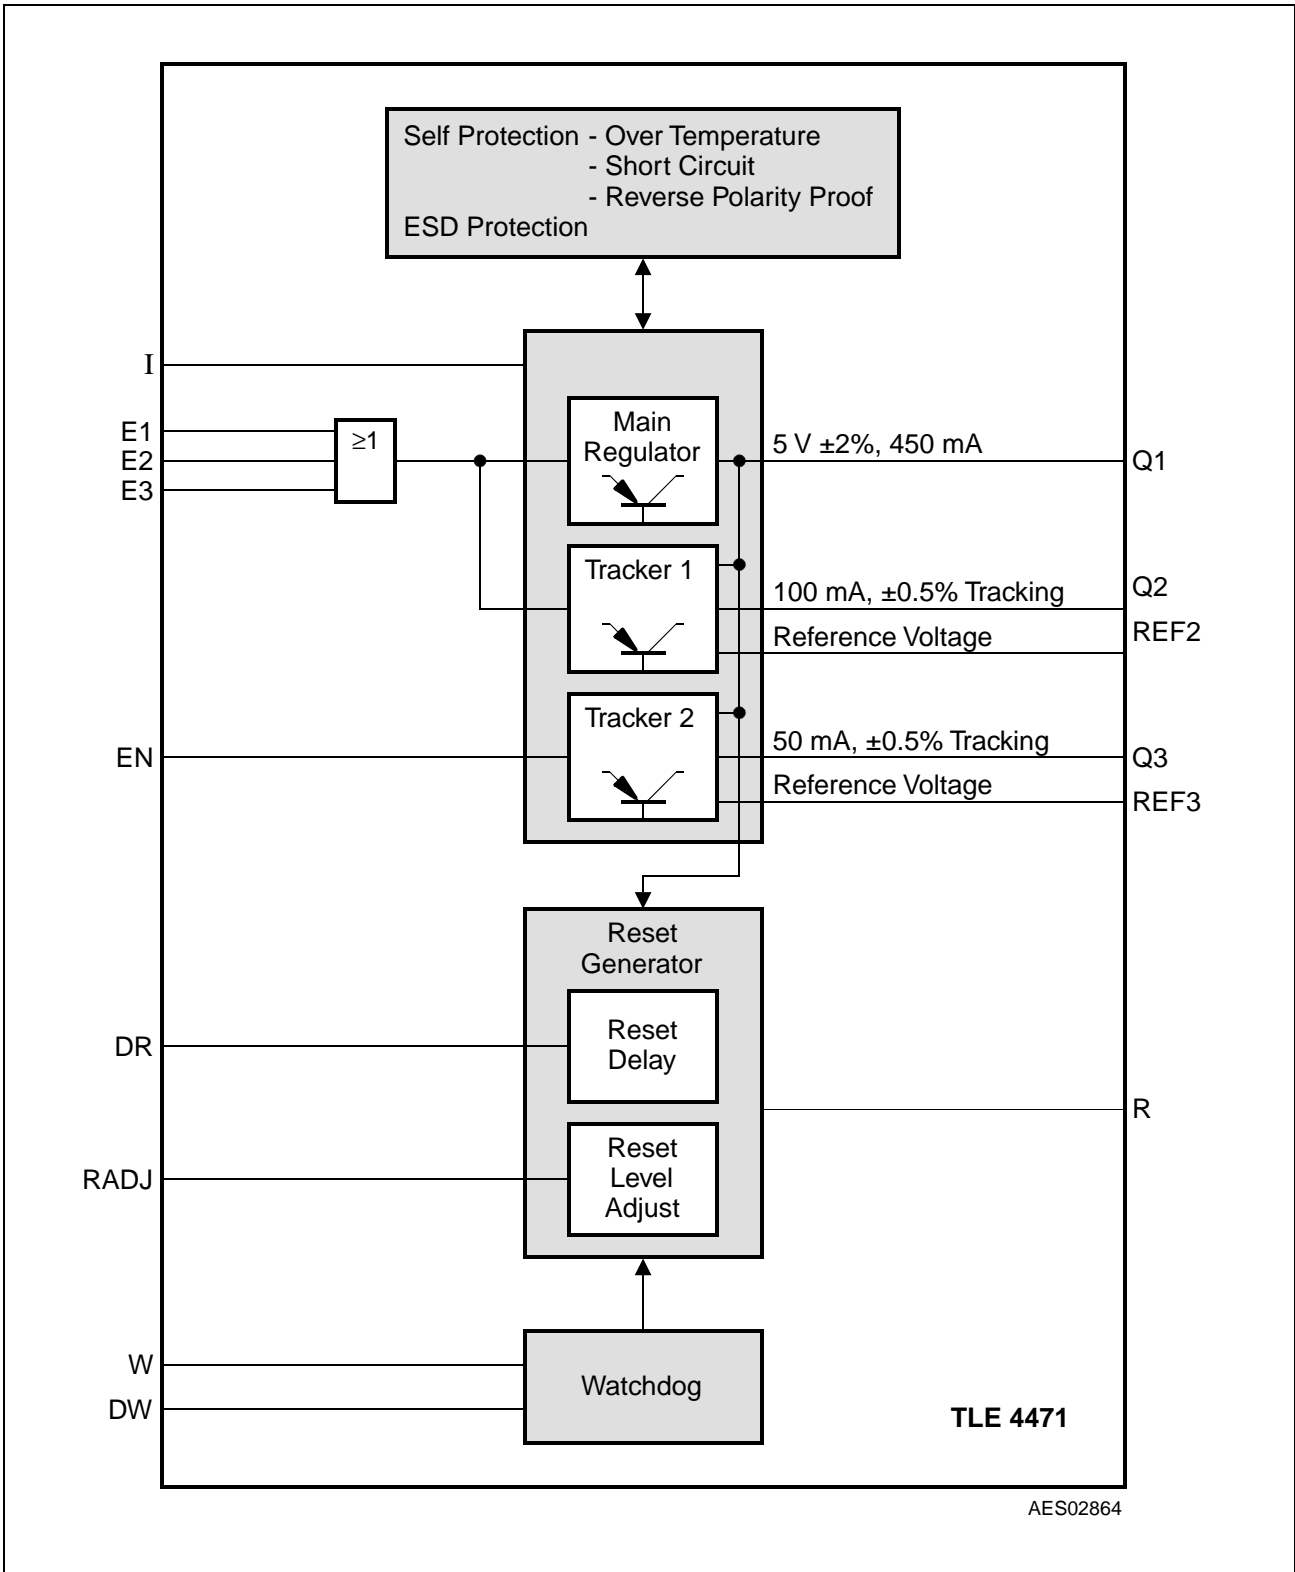 Self Protection - Over Temperature
- Short Circuit
- Reverse Polarity Proof
ESD Protection
I
E1
E2
E3
≥1
Main
Regulator
5 V ±2%, 450 mA
Q1
Tracker 1
100 mA, ±0.5% Tracking
Q2
Reference Voltage
REF2
EN
Tracker 2
50 mA, ±0.5% Tracking
Q3
Reference Voltage
REF3
Reset
Generator
DR
Reset
Delay
R
RADJ
Reset
Level
Adjust
W
DW
Watchdog
TLE 4471
AES02864